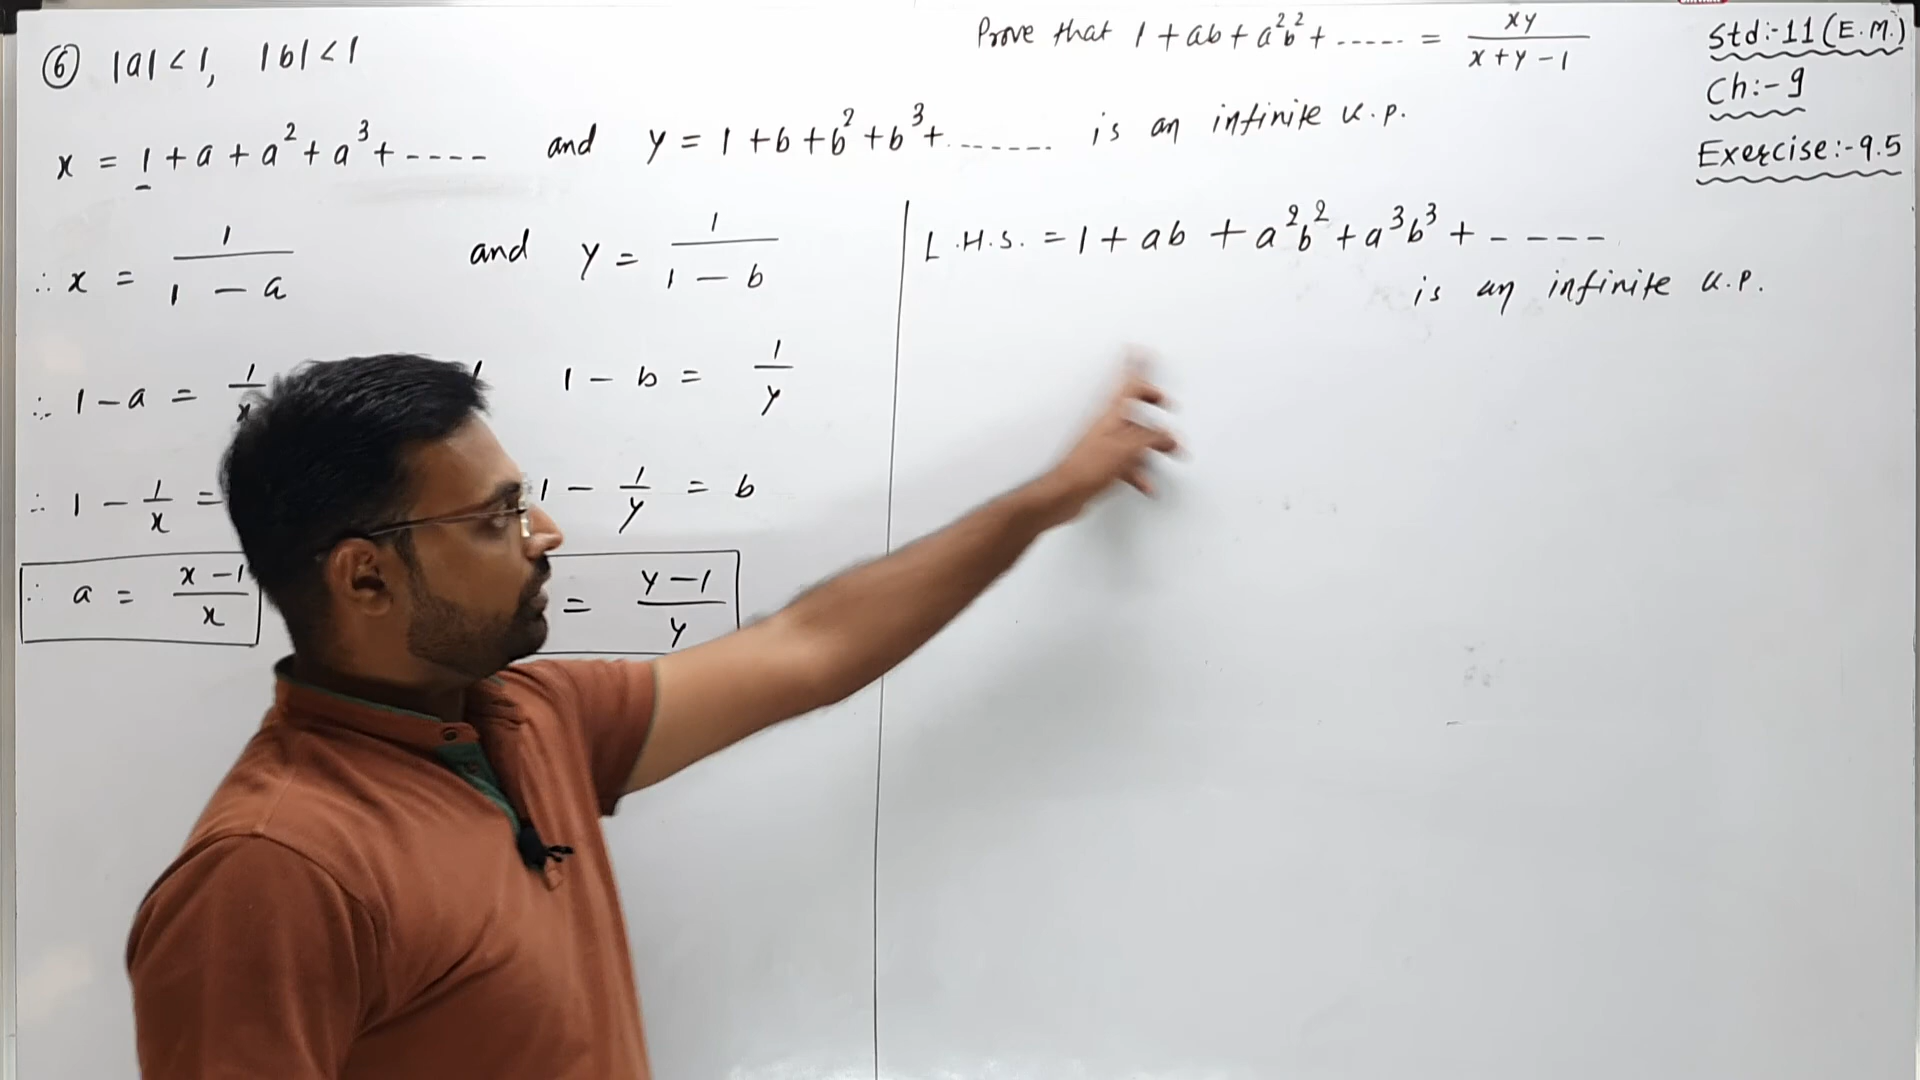 ⑥ |a| < 1, |b| < 1
Prove that 1 + ab + a²b² + ..... = xy / (x + y - 1)
Std:-11 (E.M.)
Ch:- 9
Exercise:-9.5
x = 1 + a + a² + a³ + ---- and y = 1 + b + b² + b³ + ....... is an infinite G.P.
∴ x = 1 / (1 - a) and y = 1 / (1 - b)
∴ 1 - a = 1/x 1 - b = 1/y
∴ 1 - 1/x = 1 - 1/y = b
∴ a = (x - 1)/x = (y - 1)/y
L.H.S. = 1 + ab + a²b² + a³b³ + - - - - -
is an infinite G.P.